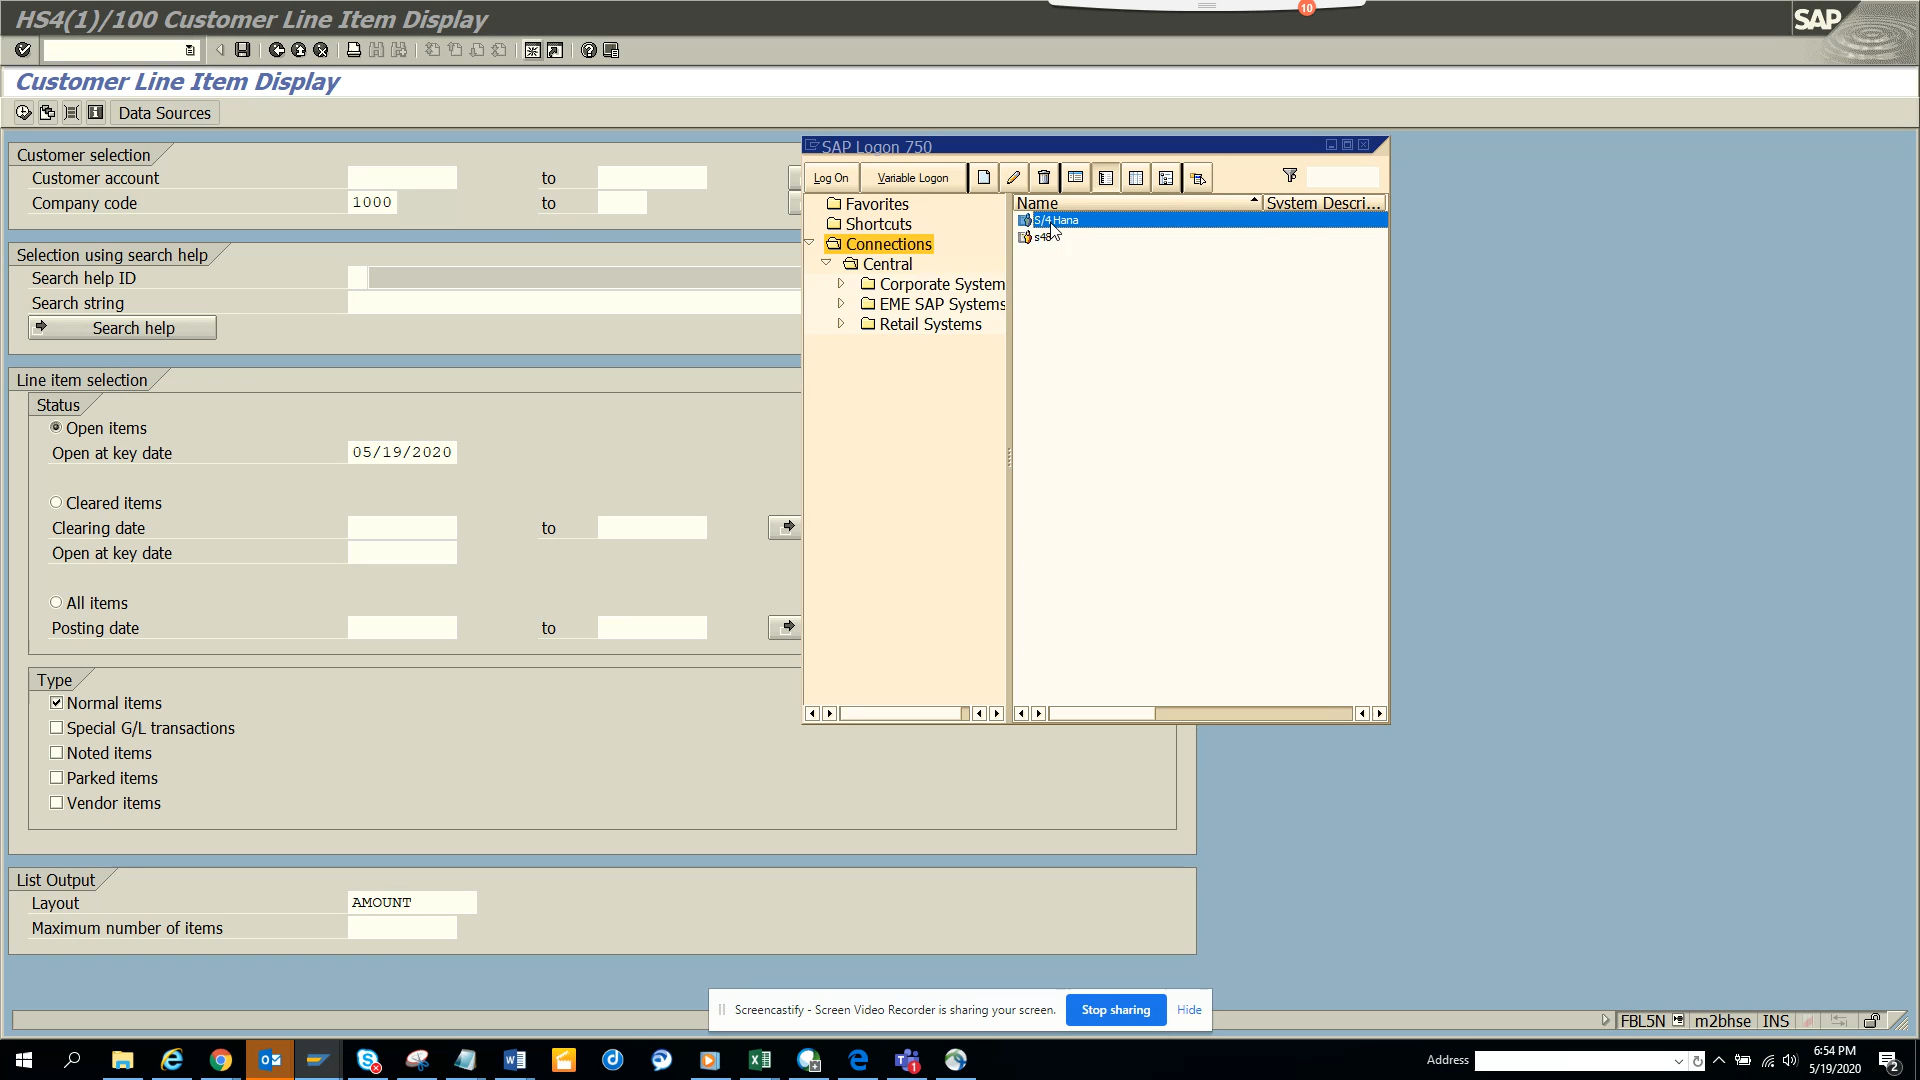 HS4(1)/100 Customer Line Item Display
10
SAP
Customer Line Item Display
Data Sources
Customer selection
Customer account to
Company code 1000 to
Selection using search help
Search help ID
Search string
Search help
Line item selection
Status
Open items
Open at key date 05/19/2020
Cleared items
Clearing date to
Open at key date
All items
Posting date to
Type
Normal items
Special G/L transactions
Noted items
Parked items
Vendor items
List Output
Layout AMOUNT
Maximum number of items
SAP Logon 750
Log On Variable Logon
Favorites
Shortcuts
Connections
Central
Corporate System
EME SAP Systems
Retail Systems
Name System Descri...
S/4 Hana
Screencastify - Screen Video Recorder is sharing your screen. Stop sharing Hide
FBL5N m2bhse INS
Address
6:54 PM
5/19/2020
1
2